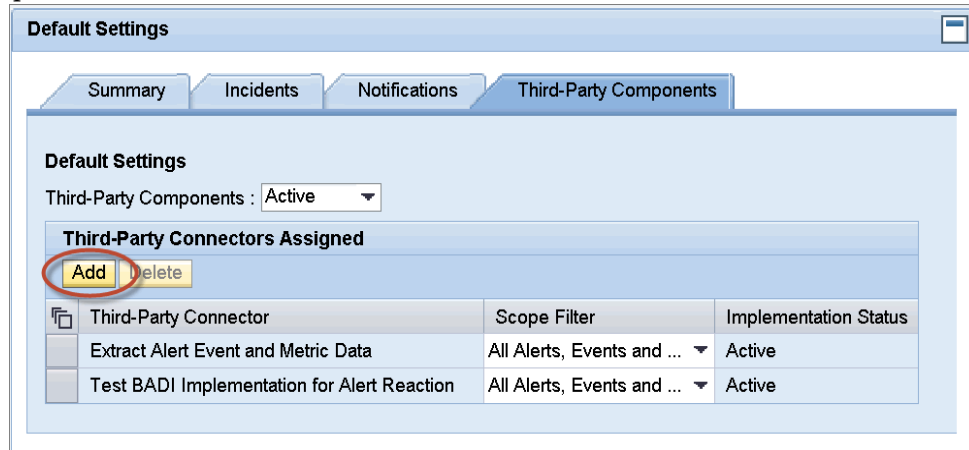 Default Settings
Summary Incidents Notifications Third-Party Components
Default Settings
Third-Party Components : Active
Third-Party Connectors Assigned
Add Delete
Third-Party Connector Scope Filter Implementation Status
Extract Alert Event and Metric Data All Alerts, Events and ... Active
Test BADI Implementation for Alert Reaction All Alerts, Events and ... Active